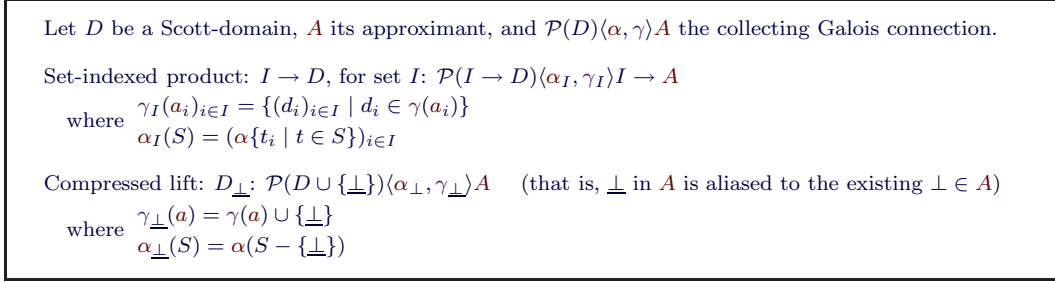 Let D be a Scott-domain, A its approximant, and 𝒫(D)⟨α, γ⟩A the collecting Galois connection.
Set-indexed product: I → D, for set I: 𝒫(I → D)⟨α_I, γ_I⟩I → A
where γ_I(a_i)_{i∈I} = {(d_i)_{i∈I} | d_i ∈ γ(a_i)}
α_I(S) = (α{t_i | t ∈ S})_{i∈I}
Compressed lift: D_⊥̲: 𝒫(D ∪ {⊥̲})⟨α_⊥, γ_⊥̲⟩A (that is, ⊥̲ in A is aliased to the existing ⊥ ∈ A)
where γ_⊥̲(a) = γ(a) ∪ {⊥̲}
α_⊥̲(S) = α(S − {⊥̲})